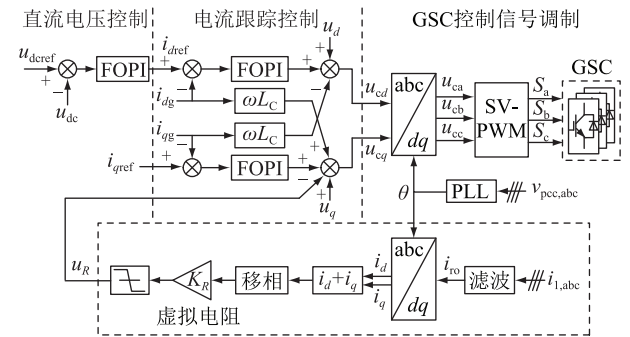 直流电压控制
电流跟踪控制
GSC控制信号调制
u_dcref
+
−
u_dc
FOPI
i_dref
+
−
FOPI
+
−
+
u_d
i_dg
ωL_C
i_qg
ωL_C
i_qref
+
−
FOPI
+
−
+
+
u_q
u_cd
u_cq
abc
dq
u_ca
u_cb
u_cc
SV-
PWM
S_a
S_b
S_c
GSC
θ
PLL
v_pcc,abc
u_R
K_R
虚拟电阻
移相
i_d+i_q
i_d
i_q
abc
dq
i_ro
滤波
i_1,abc